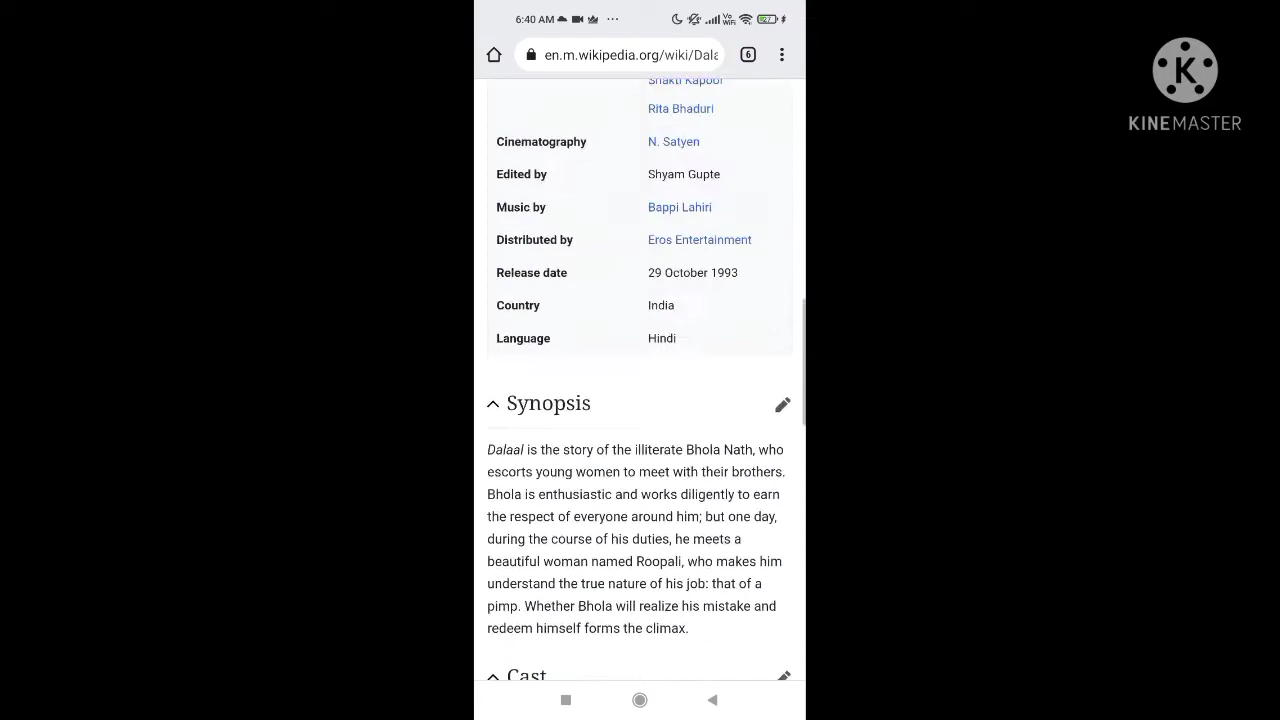 6:40 AM
Vo WiFi
27
en.m.wikipedia.org/wiki/Dala
6
K
KINEMASTER
Shakti Kapoor
Rita Bhaduri
Cinematography N. Satyen
Edited by Shyam Gupte
Music by Bappi Lahiri
Distributed by Eros Entertainment
Release date 29 October 1993
Country India
Language Hindi
Synopsis
Dalaal is the story of the illiterate Bhola Nath, who
escorts young women to meet with their brothers.
Bhola is enthusiastic and works diligently to earn
the respect of everyone around him; but one day,
during the course of his duties, he meets a
beautiful woman named Roopali, who makes him
understand the true nature of his job: that of a
pimp. Whether Bhola will realize his mistake and
redeem himself forms the climax.
Cast